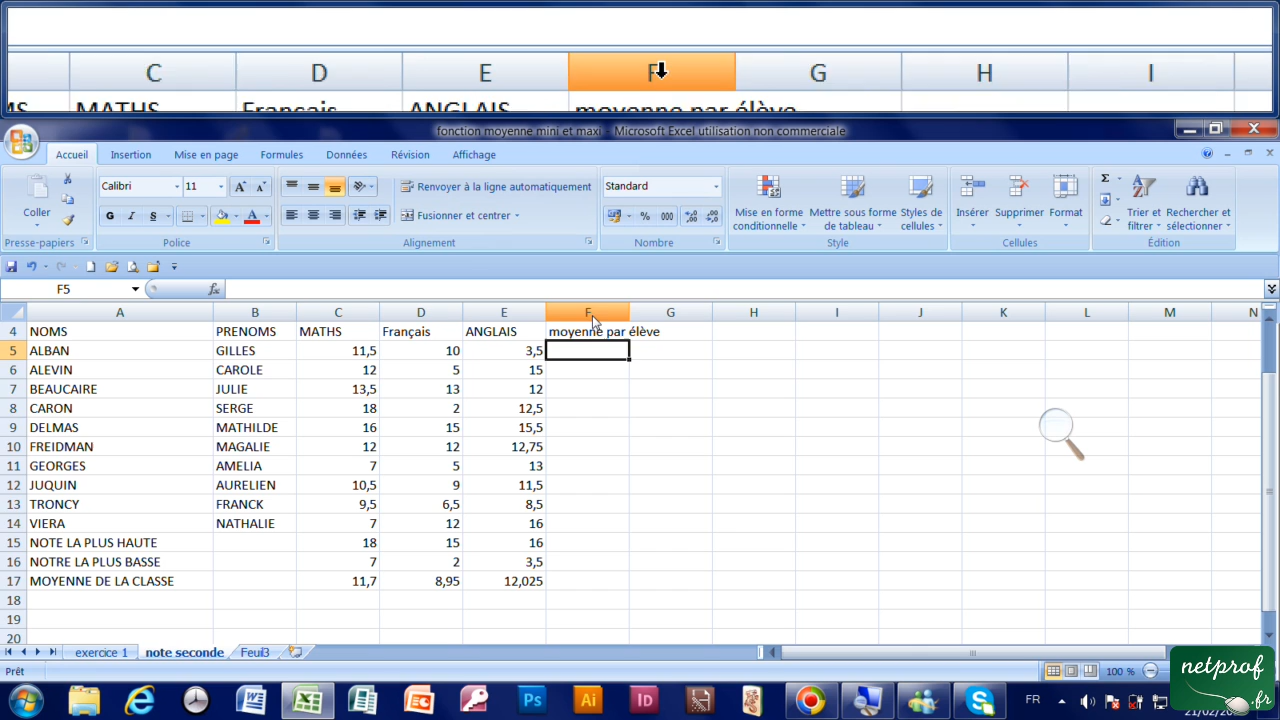 C D E F G H I
MATHS Français ANGLAIS moyenne par élève
fonction moyenne mini et maxi - Microsoft Excel utilisation non commerciale
Accueil Insertion Mise en page Formules Données Révision Affichage
Calibri 11 Renvoyer à la ligne automatiquement Standard
Coller G I S A Fusionner et centrer % 000 Mise en forme conditionnelle Mettre sous forme de tableau Styles de cellules Insérer Supprimer Format Trier et filtrer Rechercher et sélectionner
Presse-papiers Police Alignement Nombre Style Cellules Édition
F5 fx
A B C D E F G H I J K L M N
4 NOMS PRENOMS MATHS Français ANGLAIS moyenne par élève
5 ALBAN GILLES 11,5 10 3,5
6 ALEVIN CAROLE 12 5 15
7 BEAUCAIRE JULIE 13,5 13 12
8 CARON SERGE 18 2 12,5
9 DELMAS MATHILDE 16 15 15,5
10 FREIDMAN MAGALIE 12 12 12,75
11 GEORGES AMELIA 7 5 13
12 JUQUIN AURELIEN 10,5 9 11,5
13 TRONCY FRANCK 9,5 6,5 8,5
14 VIERA NATHALIE 7 12 16
15 NOTE LA PLUS HAUTE 18 15 16
16 NOTRE LA PLUS BASSE 7 2 3,5
17 MOYENNE DE LA CLASSE 11,7 8,95 12,025
18
19
20
exercice 1 note seconde Feuil3
Prêt 100 %
netprof.fr
Ps Ai ID FR